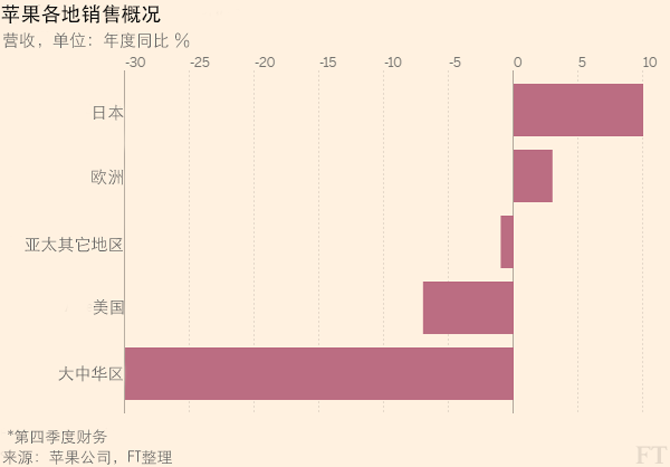 苹果各地销售概况
营收，单位：年度同比 %
-30 -25 -20 -15 -10 -5 0 5 10
日本
欧洲
亚太其它地区
美国
大中华区
*第四季度财务
来源：苹果公司，FT整理
FT